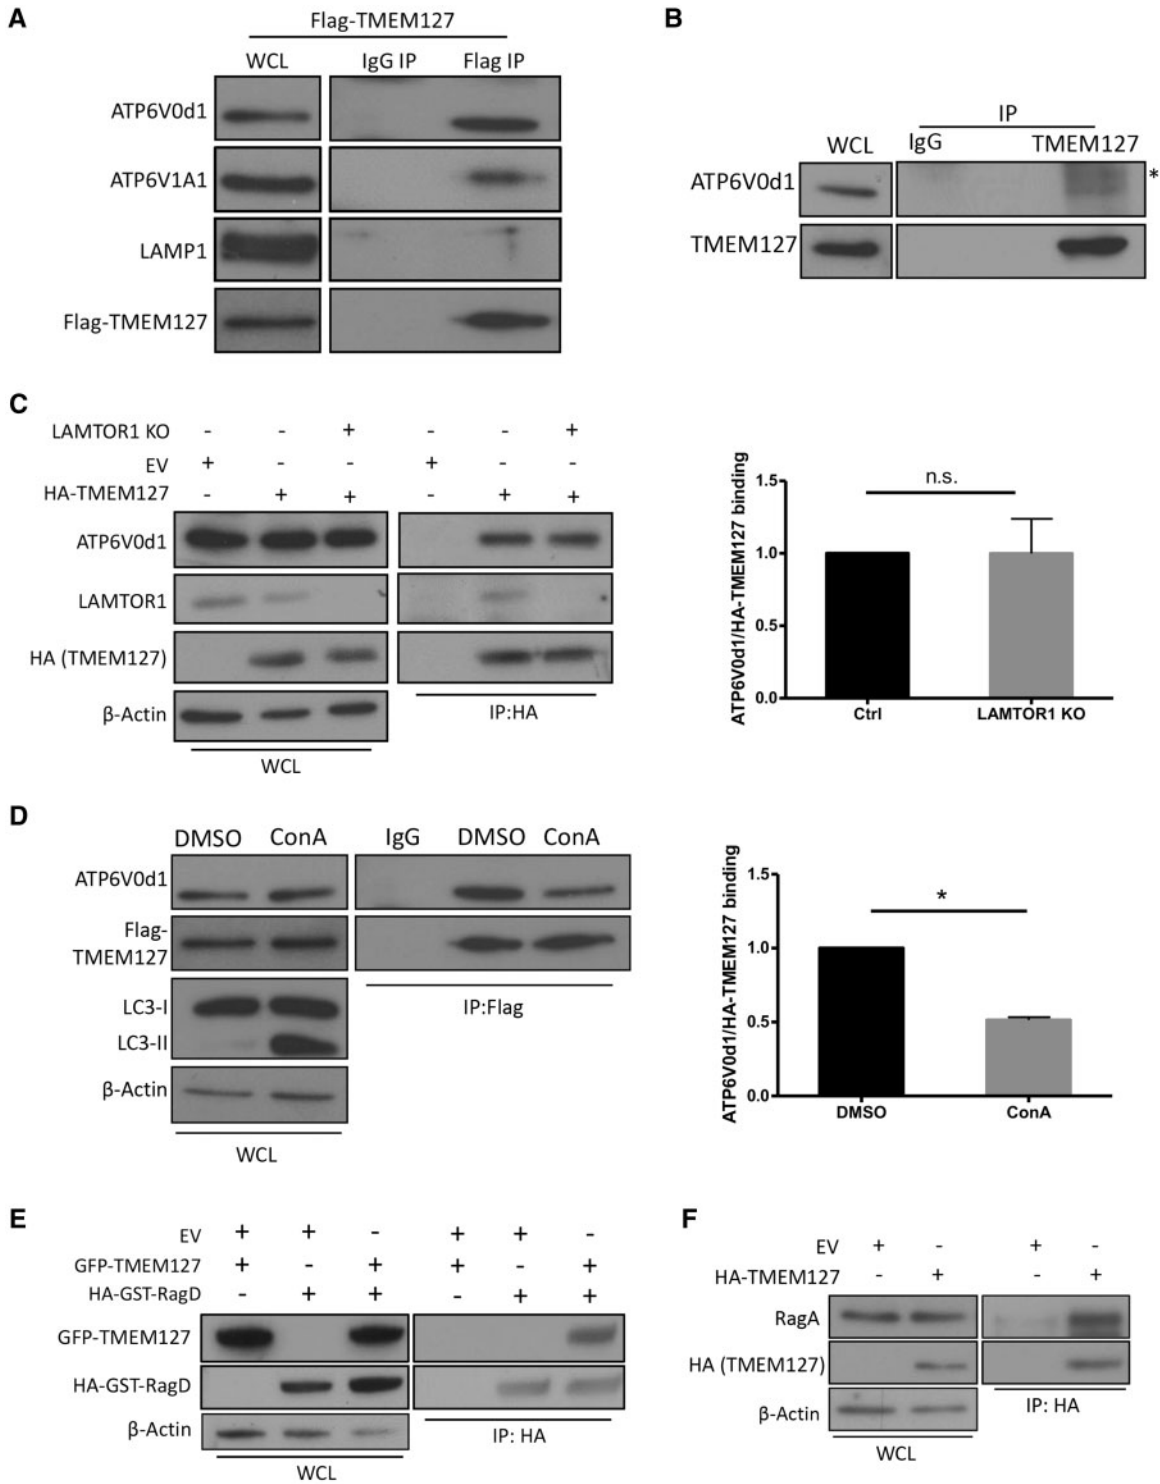 A
Flag-TMEM127
WCL IgG IP Flag IP
ATP6V0d1
ATP6V1A1
LAMP1
Flag-TMEM127
B
IP
WCL IgG TMEM127
ATP6V0d1 *
TMEM127
C
LAMTOR1 KO - - + - - +
EV + - - + - -
HA-TMEM127 - + + - + +
ATP6V0d1
LAMTOR1
HA (TMEM127)
β-Actin
IP:HA
WCL
ATP6V0d1/HA-TMEM127 binding
1.5
1.0
0.5
0.0
n.s.
Ctrl LAMTOR1 KO
D
DMSO ConA IgG DMSO ConA
ATP6V0d1
Flag-
TMEM127
LC3-I
LC3-II
β-Actin
IP:Flag
WCL
ATP6V0d1/HA-TMEM127 binding
1.5
1.0
0.5
0.0
*
DMSO ConA
E
EV + + - + + -
GFP-TMEM127 + - + + - +
HA-GST-RagD - + + - + +
GFP-TMEM127
HA-GST-RagD
β-Actin
IP: HA
WCL
F
EV + - + -
HA-TMEM127 - + - +
RagA
HA (TMEM127)
β-Actin
IP: HA
WCL